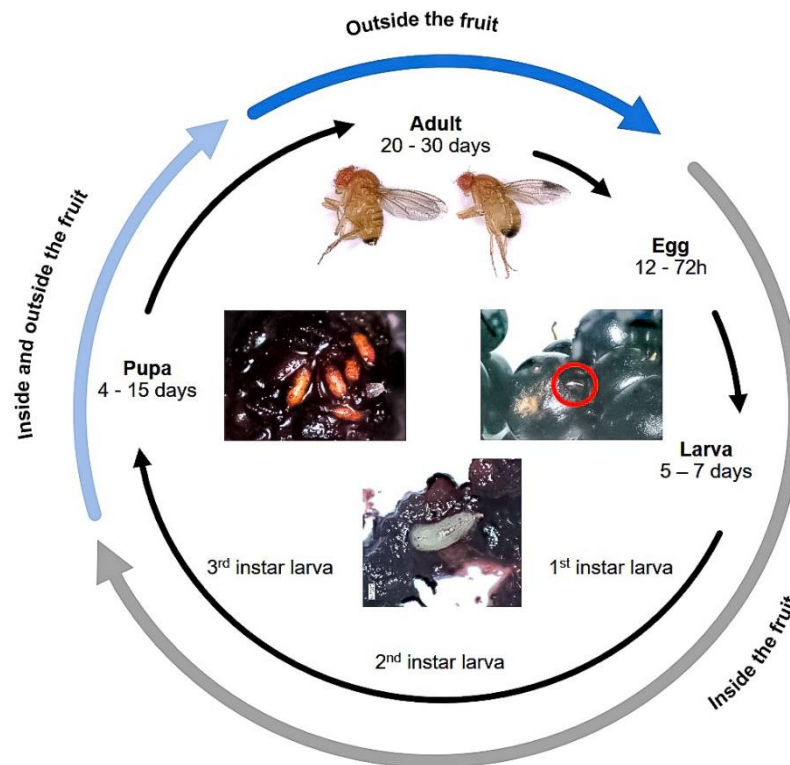 Outside the fruit
Adult
20 - 30 days
Egg
12 - 72h
Inside and outside the fruit
Pupa
4 - 15 days
Larva
5 – 7 days
3rd instar larva
1st instar larva
2nd instar larva
Inside the fruit